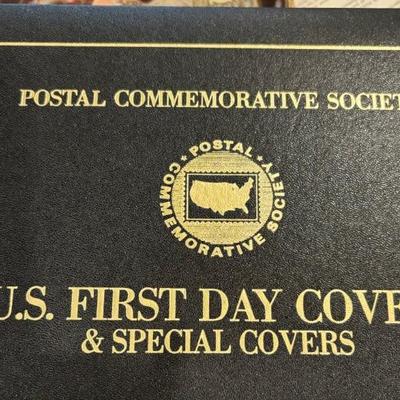 POSTAL COMMEMORATIVE SOCIET
★ POSTAL ★
COMMEMORATIVE SOCIETY
U.S. FIRST DAY COVE
& SPECIAL COVERS